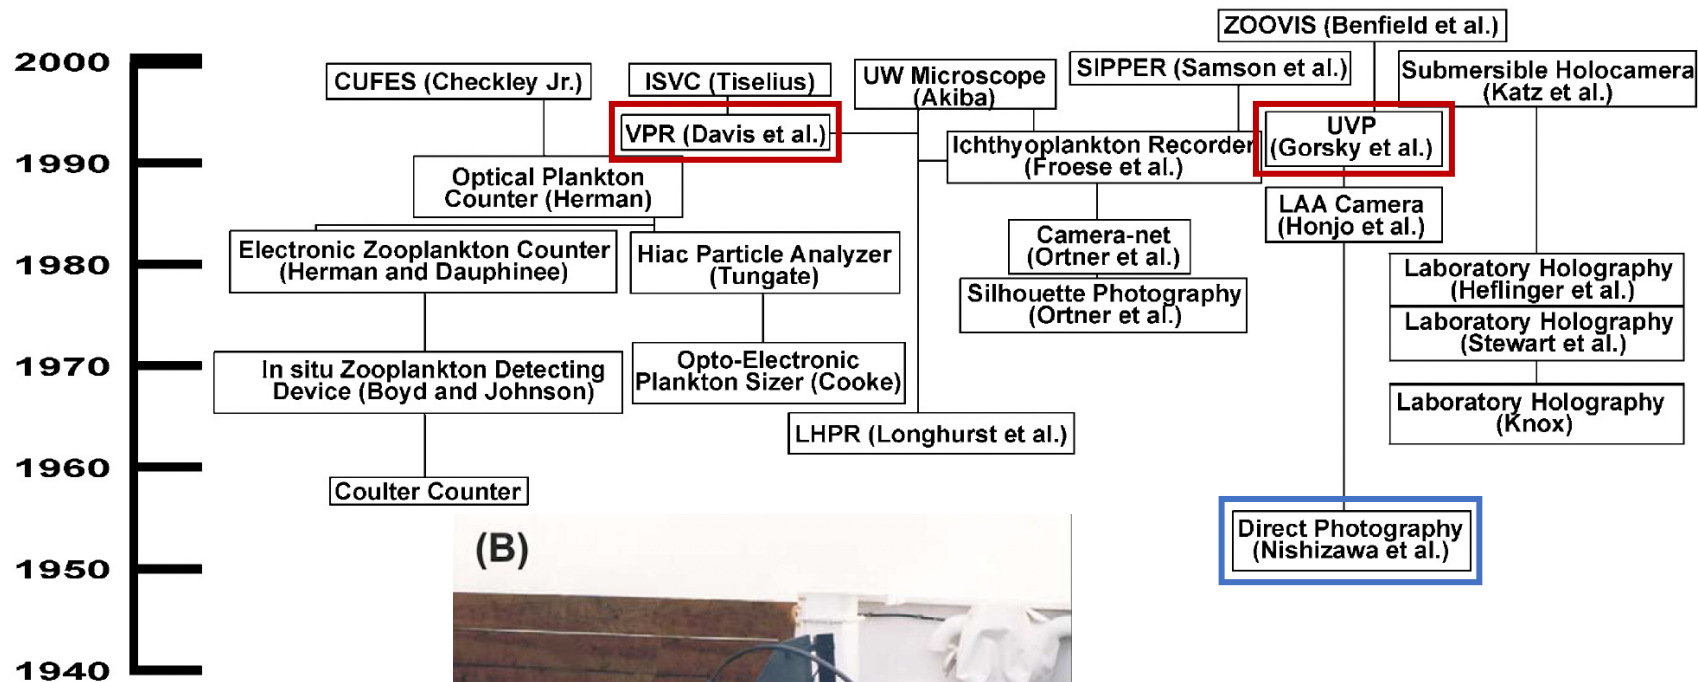 ZOOVIS (Benfield et al.)
2000
CUFES (Checkley Jr.)
ISVC (Tiselius)
UW Microscope
(Akiba)
SIPPER (Samson et al.)
Submersible Holocamera
(Katz et al.)
VPR (Davis et al.)
UVP
(Gorsky et al.)
1990
Ichthyoplankton Recorder
(Froese et al.)
Optical Plankton
Counter (Herman)
LAA Camera
(Honjo et al.)
Electronic Zooplankton Counter
(Herman and Dauphinee)
Hiac Particle Analyzer
(Tungate)
Camera-net
(Ortner et al.)
1980
Laboratory Holography
(Heflinger et al.)
Silhouette Photography
(Ortner et al.)
Laboratory Holography
(Stewart et al.)
1970
In situ Zooplankton Detecting
Device (Boyd and Johnson)
Opto-Electronic
Plankton Sizer (Cooke)
Laboratory Holography
(Knox)
LHPR (Longhurst et al.)
1960
Coulter Counter
Direct Photography
(Nishizawa et al.)
(B)
1950
1940